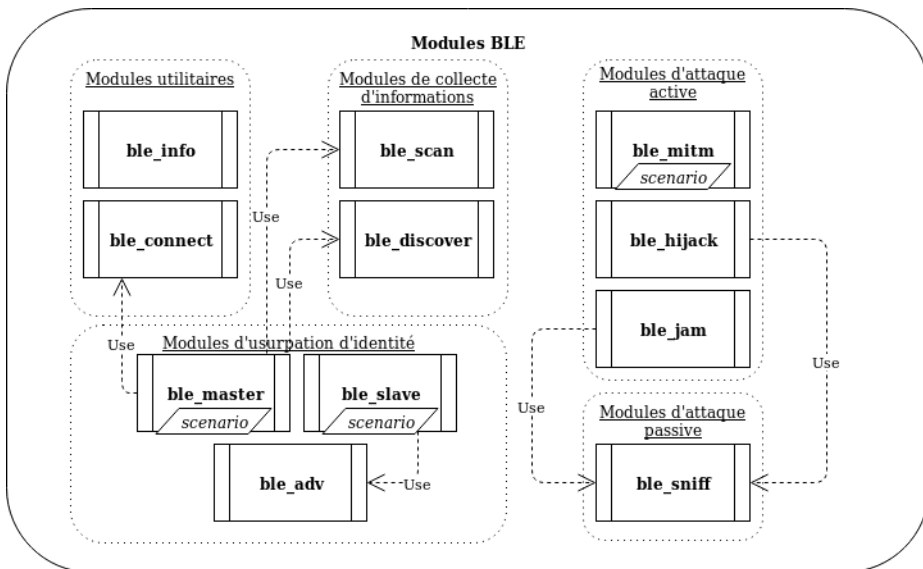 Modules BLE
Modules utilitaires
ble_info
ble_connect
Modules de collecte
d'informations
ble_scan
ble_discover
Modules d'attaque
active
ble_mitm
scenario
ble_hijack
ble_jam
Use
Use
Use
Use
Use
Modules d'usurpation d'identité
ble_master
scenario
ble_slave
scenario
ble_adv
Use
Modules d'attaque
passive
ble_sniff